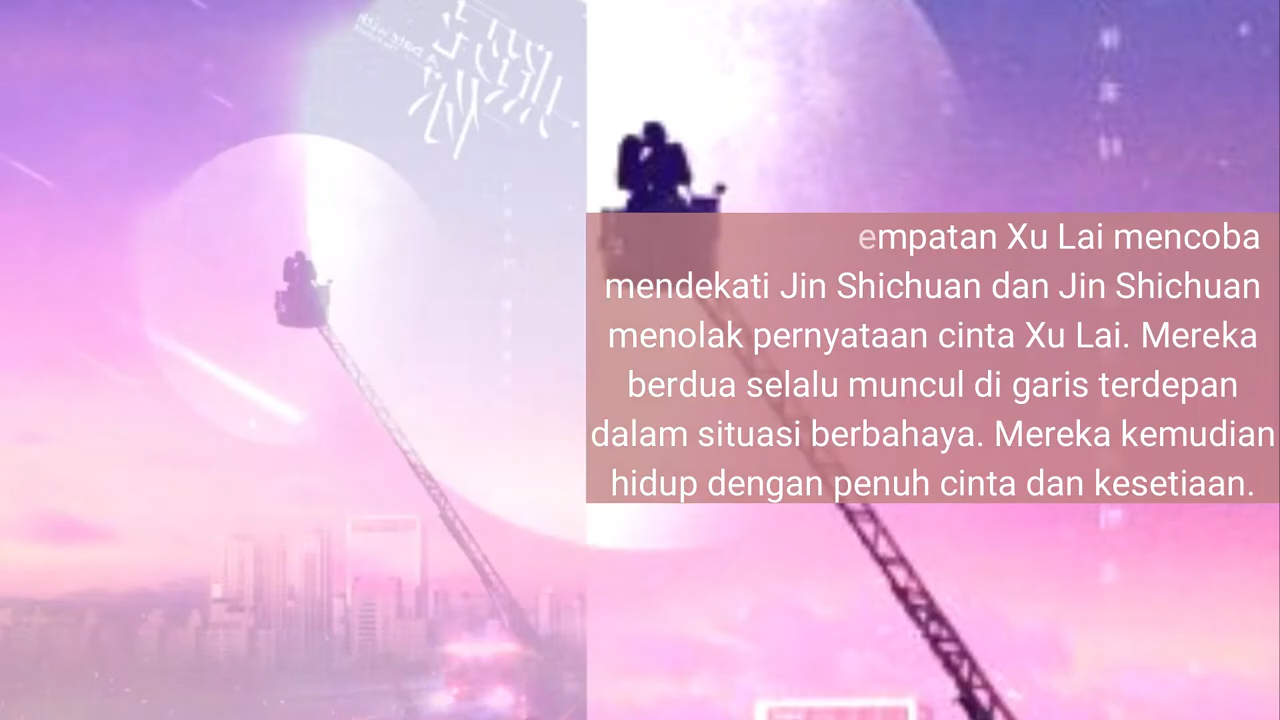 empatan Xu Lai mencoba
mendekati Jin Shichuan dan Jin Shichuan
menolak pernyataan cinta Xu Lai. Mereka
berdua selalu muncul di garis terdepan
dalam situasi berbahaya. Mereka kemudian
hidup dengan penuh cinta dan kesetiaan.